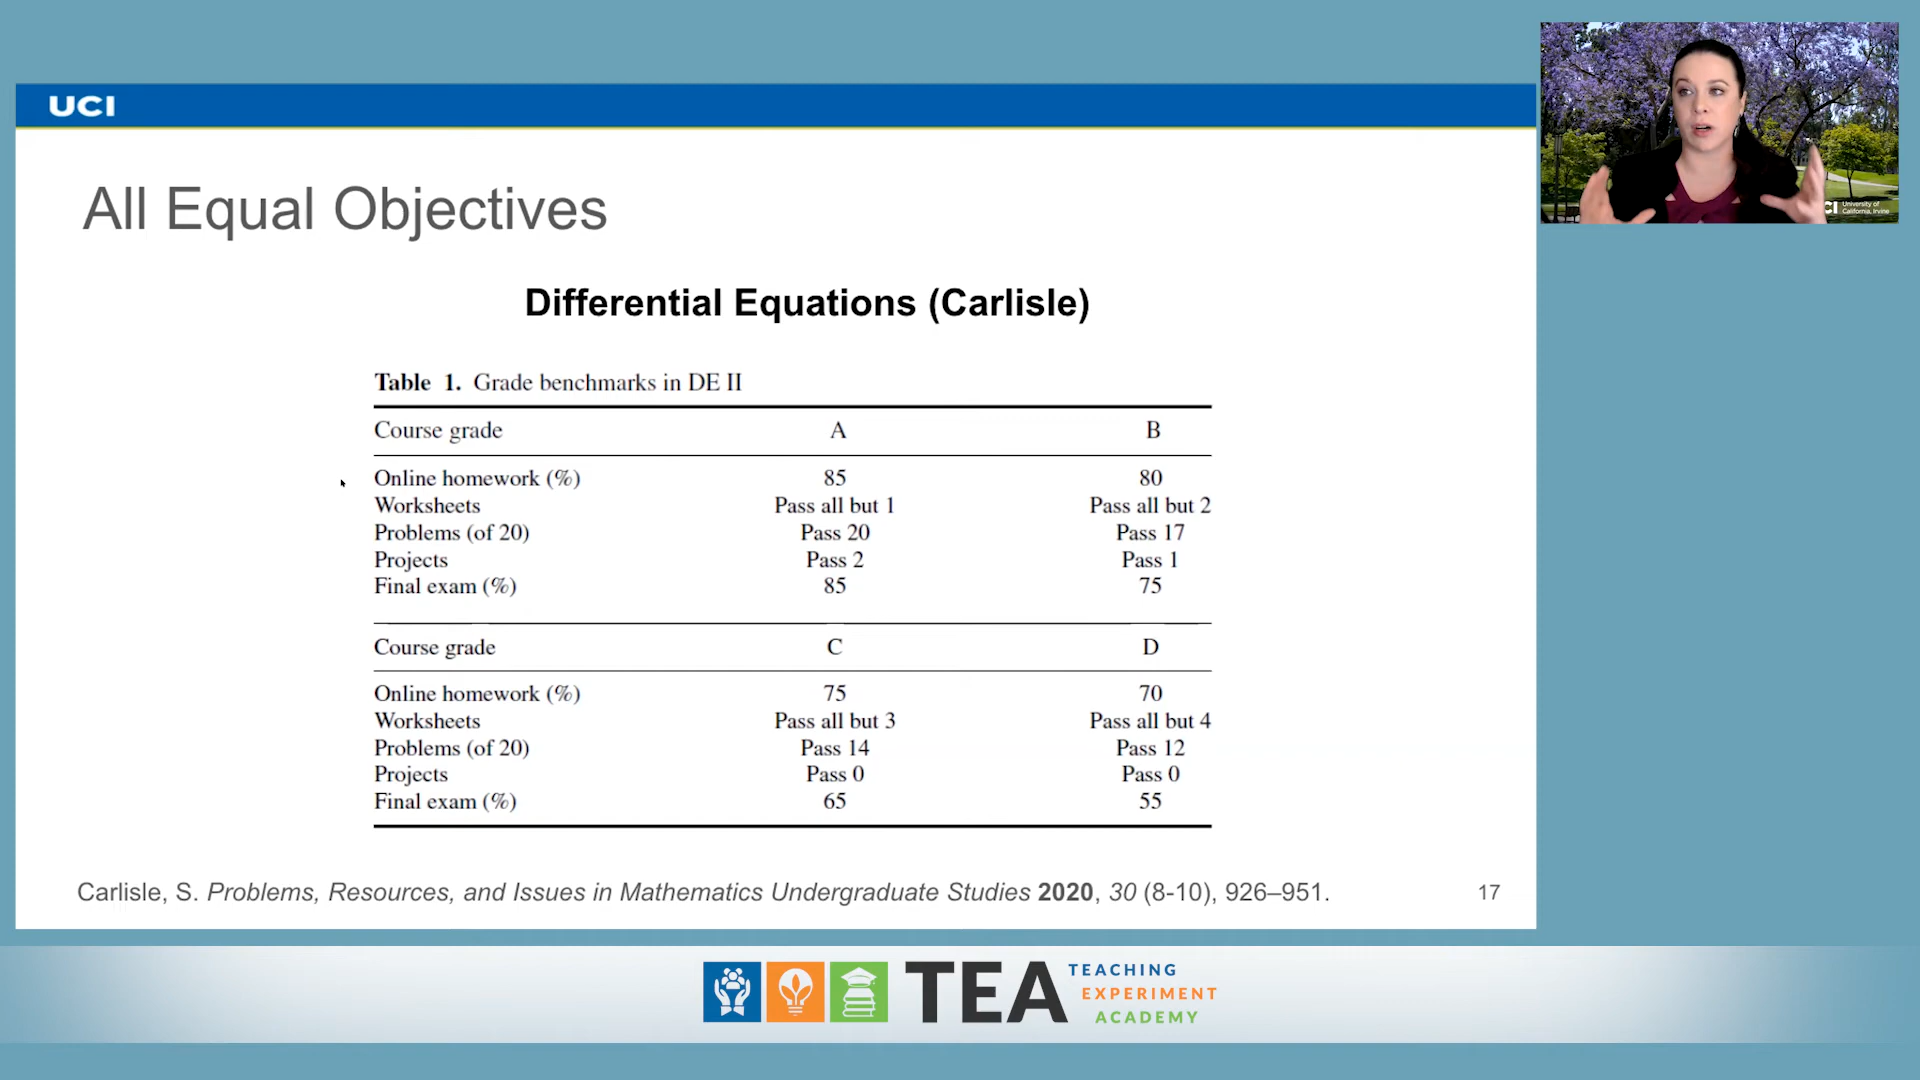 UCI
All Equal Objectives
Differential Equations (Carlisle)
Table 1. Grade benchmarks in DE II
Course grade A B
Online homework (%) 85 80
Worksheets Pass all but 1 Pass all but 2
Problems (of 20) Pass 20 Pass 17
Projects Pass 2 Pass 1
Final exam (%) 85 75
Course grade C D
Online homework (%) 75 70
Worksheets Pass all but 3 Pass all but 4
Problems (of 20) Pass 14 Pass 12
Projects Pass 0 Pass 0
Final exam (%) 65 55
Carlisle, S. Problems, Resources, and Issues in Mathematics Undergraduate Studies 2020, 30 (8-10), 926–951.
17
University of
California, Irvine
TEA
TEACHING
EXPERIMENT
ACADEMY